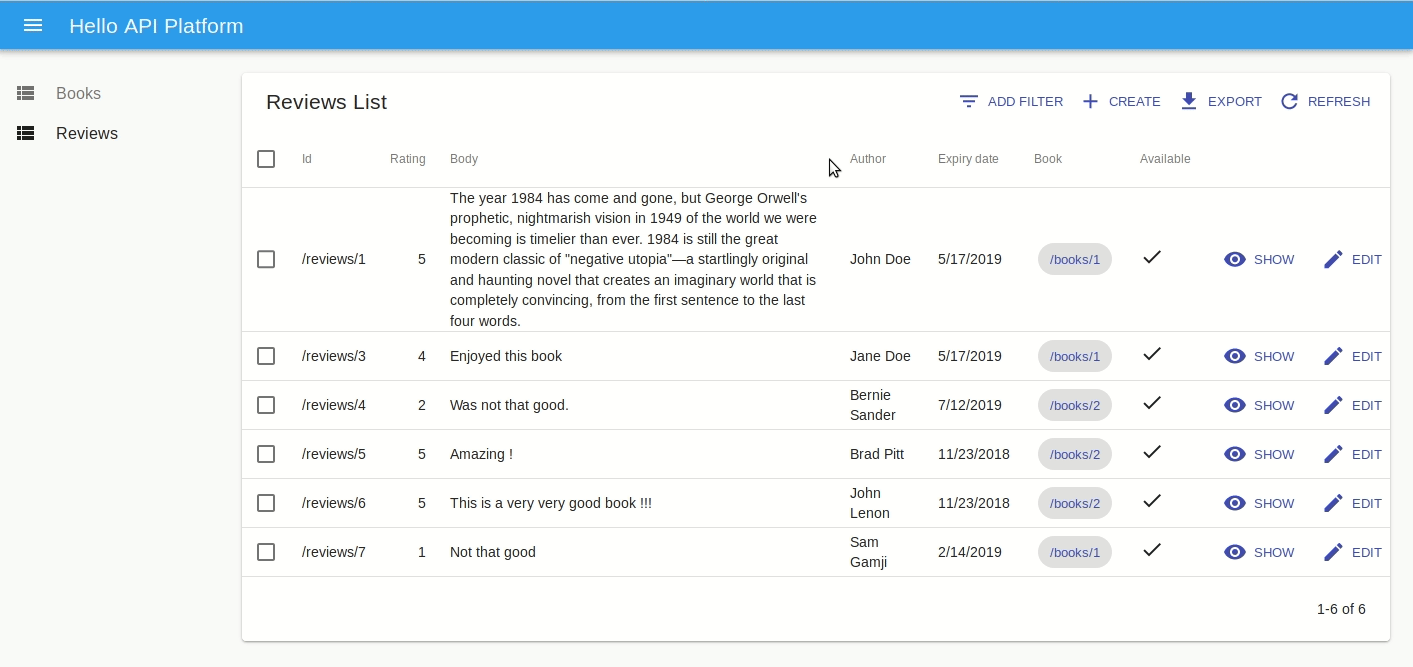 Hello API Platform
Books
Reviews
Reviews List
ADD FILTER CREATE EXPORT REFRESH
Id Rating Body Author Expiry date Book Available
/reviews/1 5 The year 1984 has come and gone, but George Orwell's
prophetic, nightmarish vision in 1949 of the world we were
becoming is timelier than ever. 1984 is still the great
modern classic of "negative utopia"—a startlingly original
and haunting novel that creates an imaginary world that is
completely convincing, from the first sentence to the last
four words.
John Doe 5/17/2019 /books/1 SHOW EDIT
/reviews/3 4 Enjoyed this book Jane Doe 5/17/2019 /books/1 SHOW EDIT
/reviews/4 2 Was not that good. Bernie
Sander 7/12/2019 /books/2 SHOW EDIT
/reviews/5 5 Amazing ! Brad Pitt 11/23/2018 /books/2 SHOW EDIT
/reviews/6 5 This is a very very good book !!! John
Lenon 11/23/2018 /books/2 SHOW EDIT
/reviews/7 1 Not that good Sam
Gamji 2/14/2019 /books/1 SHOW EDIT
1-6 of 6